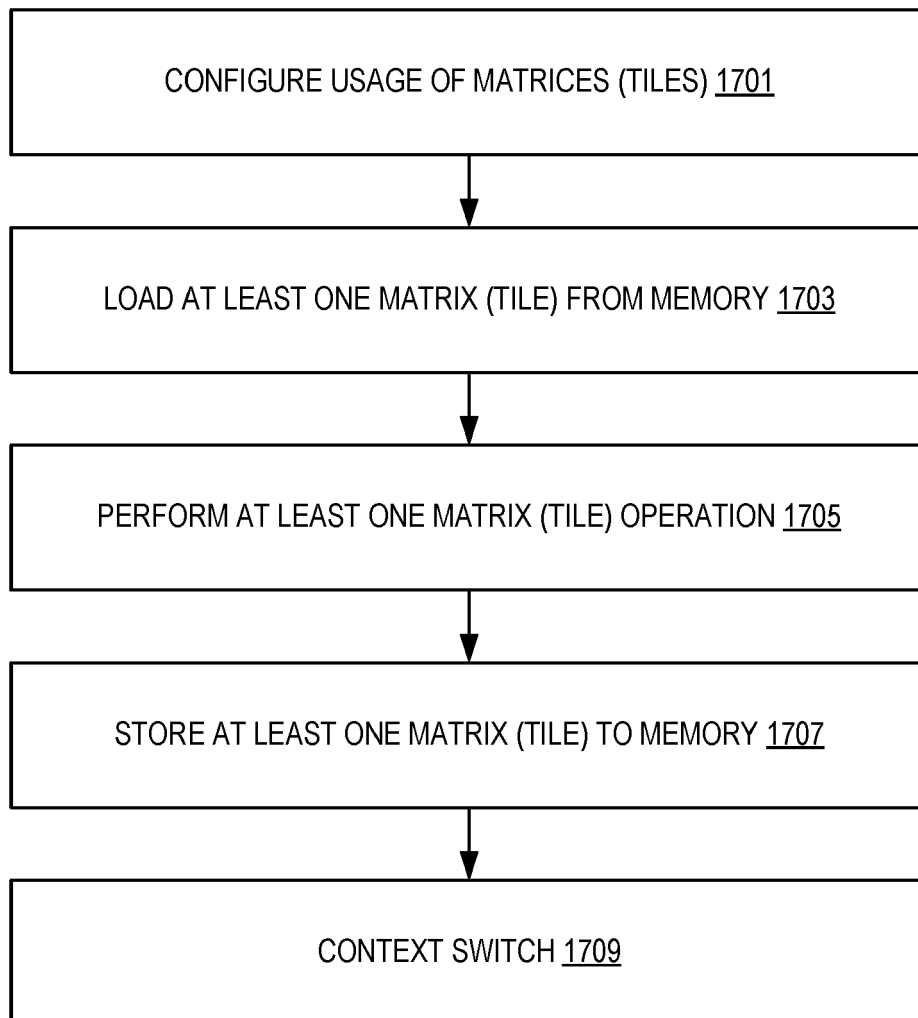 CONFIGURE USAGE OF MATRICES (TILES) 1701
LOAD AT LEAST ONE MATRIX (TILE) FROM MEMORY 1703
PERFORM AT LEAST ONE MATRIX (TILE) OPERATION 1705
STORE AT LEAST ONE MATRIX (TILE) TO MEMORY 1707
CONTEXT SWITCH 1709